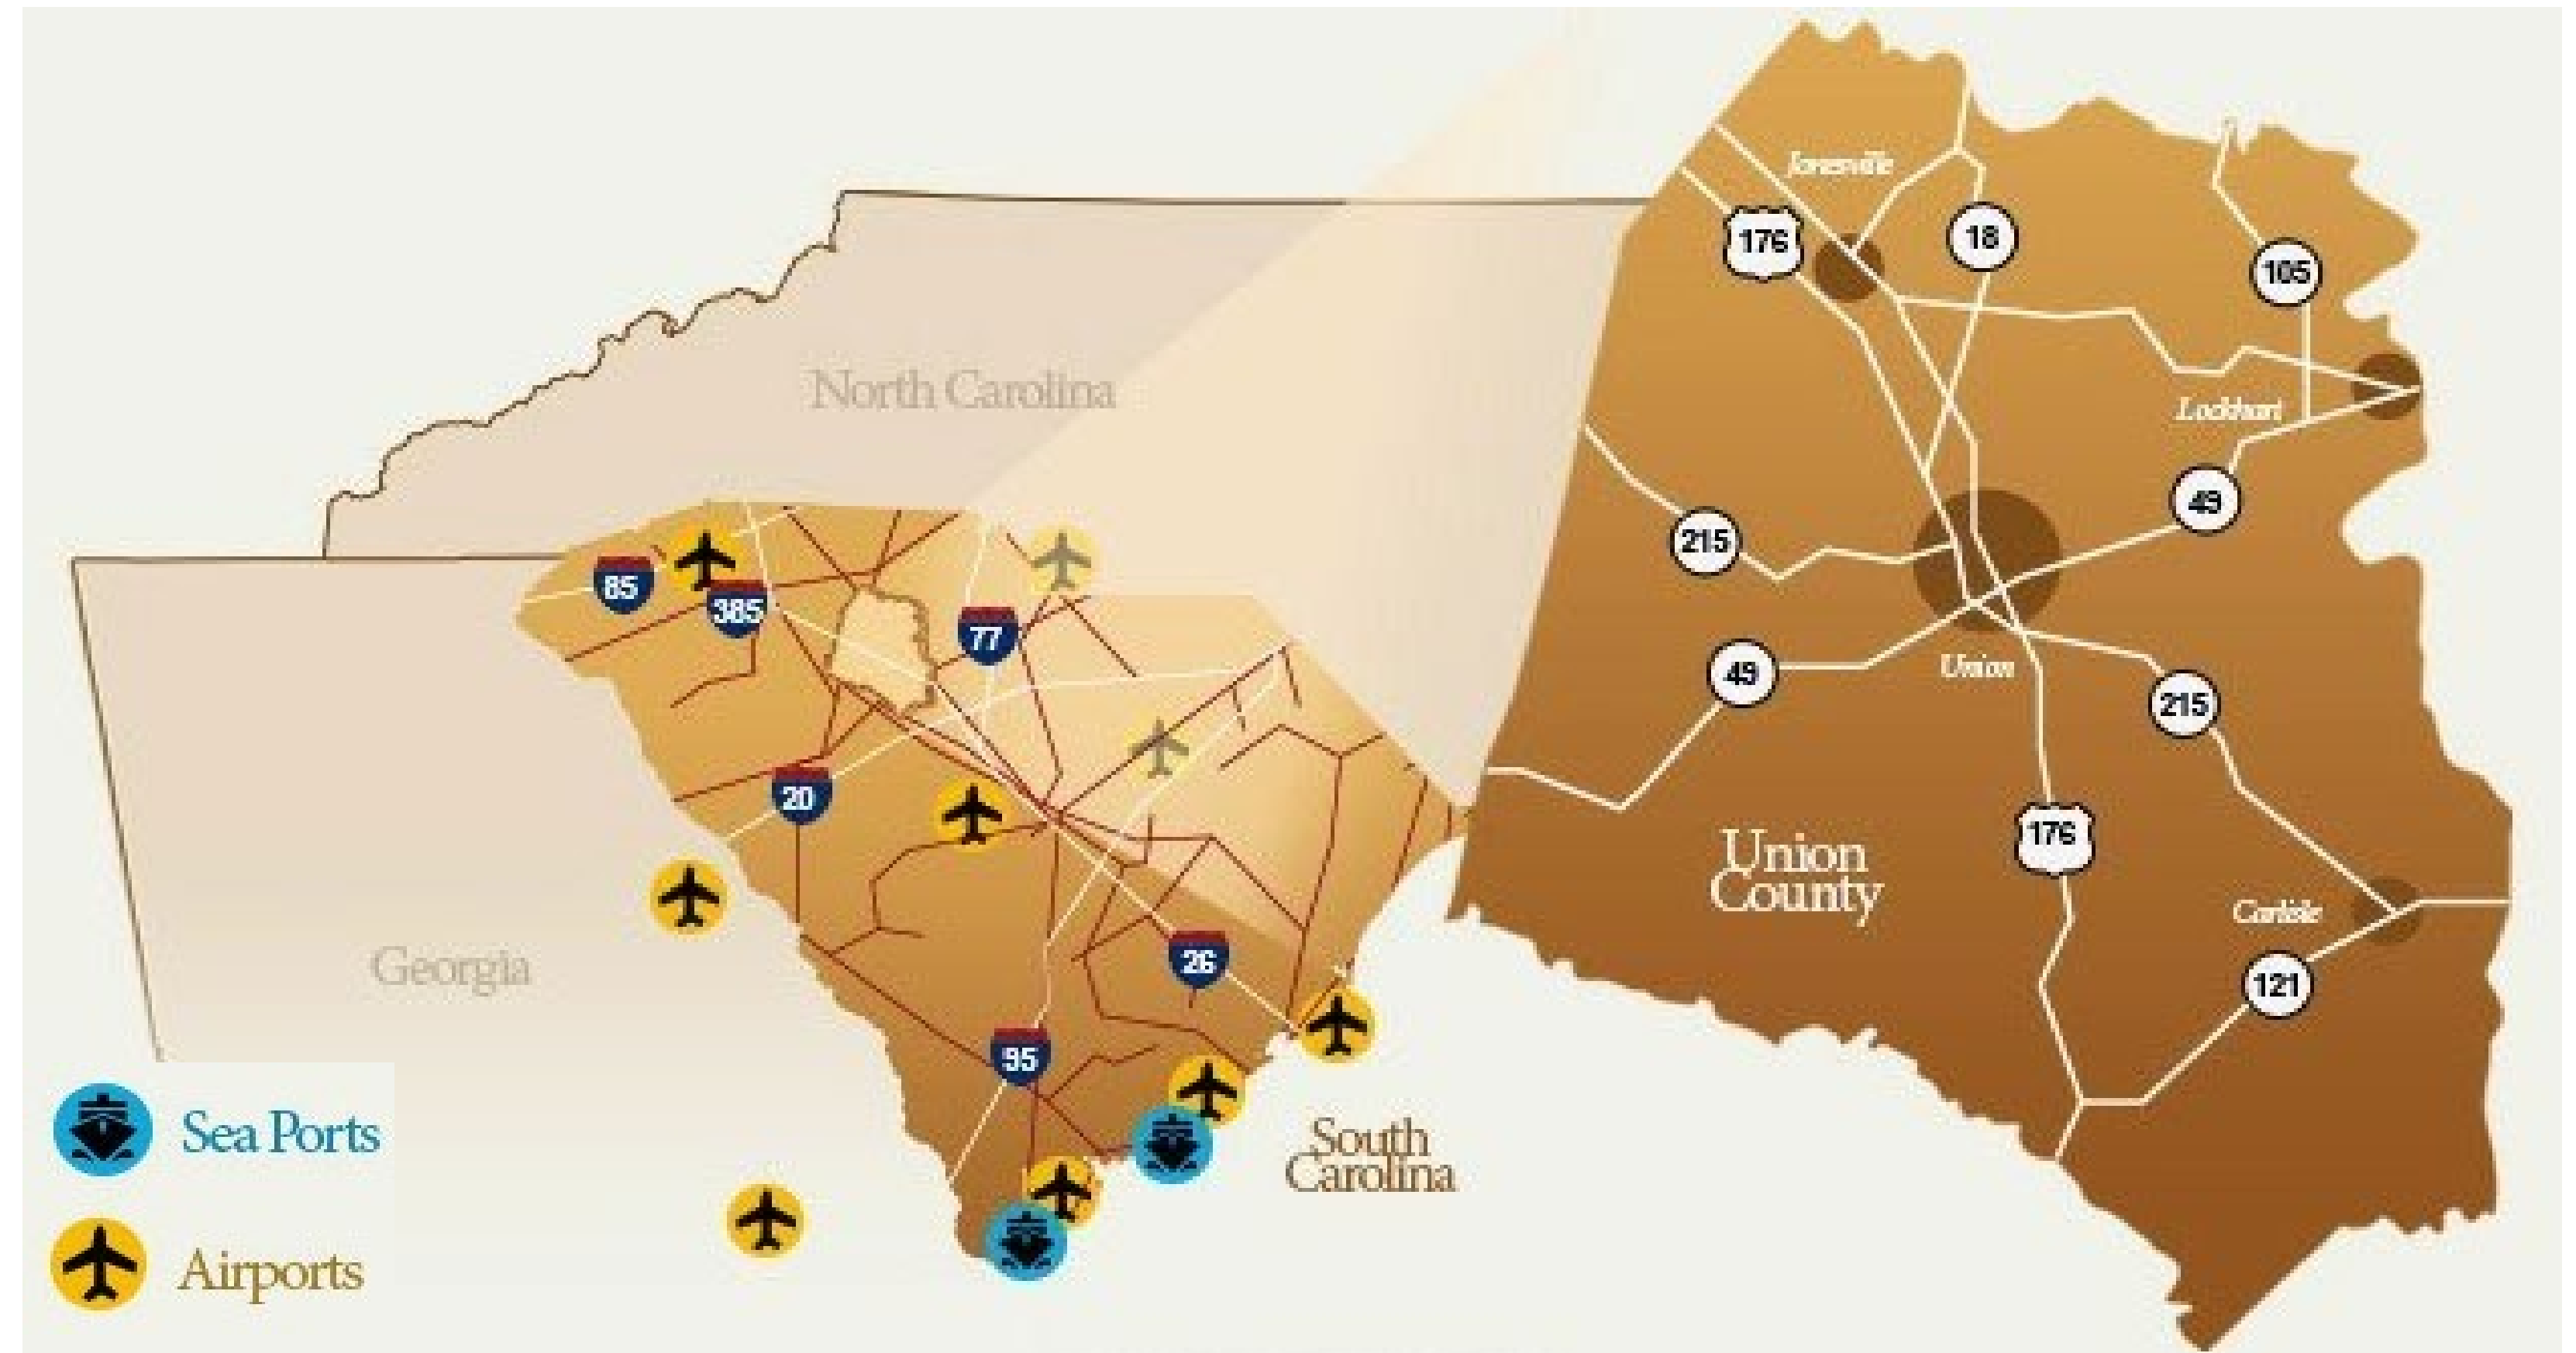 Jonesville
176
18
105
North Carolina
Lockhart
49
215
85
385
77
49
Union
215
20
176
Union
County
Carlisle
Georgia
26
121
95
Sea Ports
South
Carolina
Airports